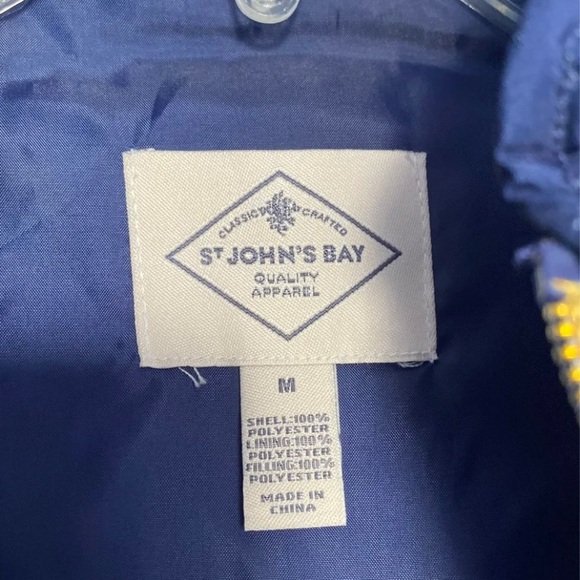 CLASSIC CRAFTED
ST JOHN'S BAY
QUALITY
APPAREL
M
SHELL:100%
POLYESTER
LINING:100%
POLYESTER
FILLING:100%
POLYESTER
MADE IN
CHINA